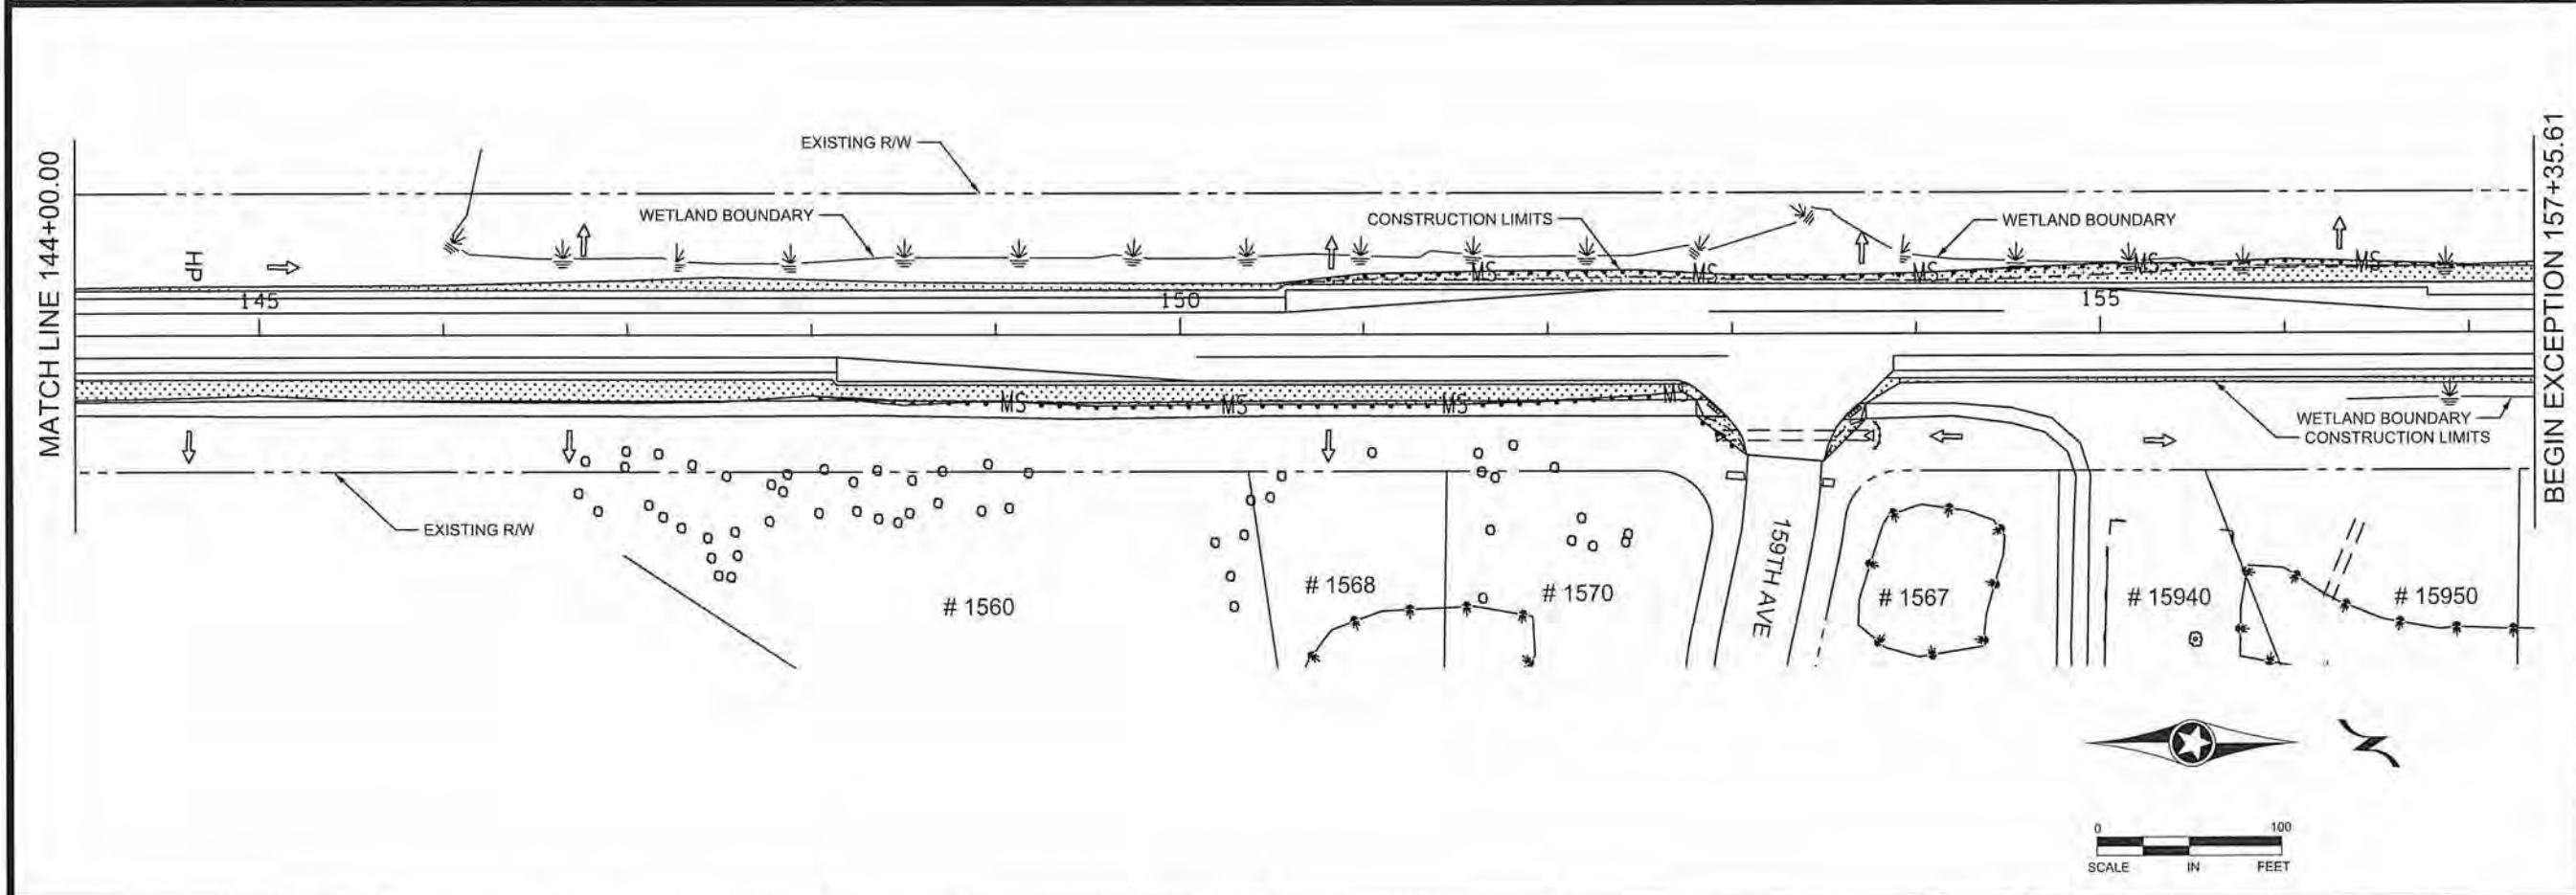 MATCH LINE 144+00.00
EXISTING R/W
WETLAND BOUNDARY
CONSTRUCTION LIMITS
WETLAND BOUNDARY
HP
MS
MS
MS
MS
MS
145
150
155
MS
MS
MS
MS
WETLAND BOUNDARY
CONSTRUCTION LIMITS
EXISTING R/W
# 1560
# 1568
# 1570
159TH AVE
# 1567
# 15940
# 15950
BEGIN EXCEPTION 157+35.61
N
0 100
SCALE IN FEET